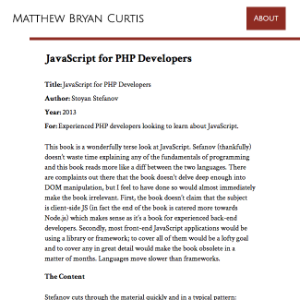 MATTHEW BRYAN CURTIS
ABOUT
JavaScript for PHP Developers
Title: JavaScript for PHP Developers
Author: Stoyan Stefanov
Year: 2013
For: Experienced PHP developers looking to learn about JavaScript.
This book is a wonderfully terse look at JavaScript. Sefanov (thankfully)
doesn't waste time explaining any of the fundamentals of programming
and this book reads more like a diff between the two languages. There
are complaints out there that the book doesn't delve deep enough into
DOM manipulation, but I feel to have done so would almost immediately
make the book irrelevant. First, the book doesn't claim that the subject
is client-side JS (in fact the end of the book is catered more towards
Node.js) which makes sense as it's a book for experienced back-end
developers. Secondly, most front-end JavaScript applications would be
using a library or framework; to cover all of them would be a lofty goal
and to cover any in great detail would make the book obsolete in a
matter of months. Languages move slower than frameworks.
The Content
Stefanov cuts through the material quickly and in a typical pattern: